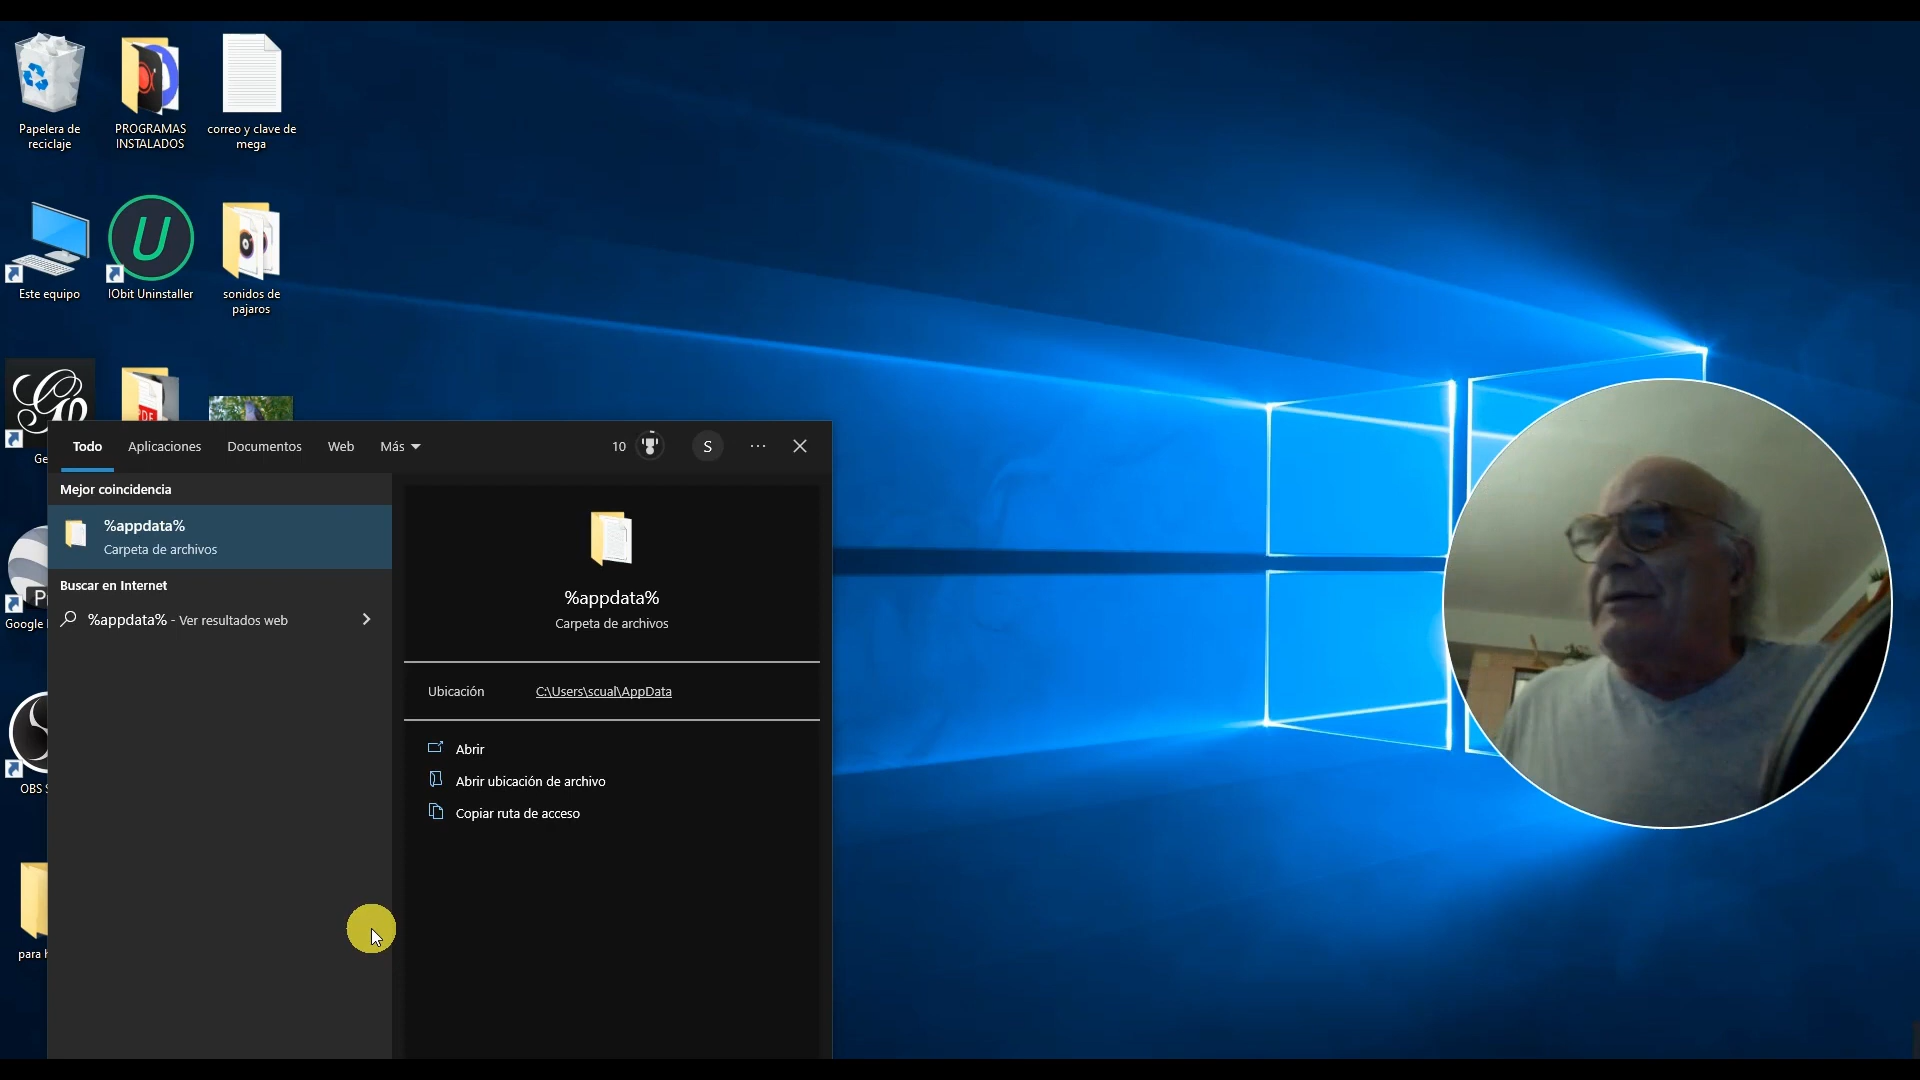 Papelera de
reciclaje
PROGRAMAS
INSTALADOS
correo y clave de
mega
Este equipo
IObit Uninstaller
sonidos de
pajaros
Ge
Google
OBS S
para h
Todo
Aplicaciones
Documentos
Web
Más
10
S
Mejor coincidencia
%appdata%
Carpeta de archivos
Buscar en Internet
%appdata% - Ver resultados web
%appdata%
Carpeta de archivos
Ubicación
C:\Users\scual\AppData
Abrir
Abrir ubicación de archivo
Copiar ruta de acceso